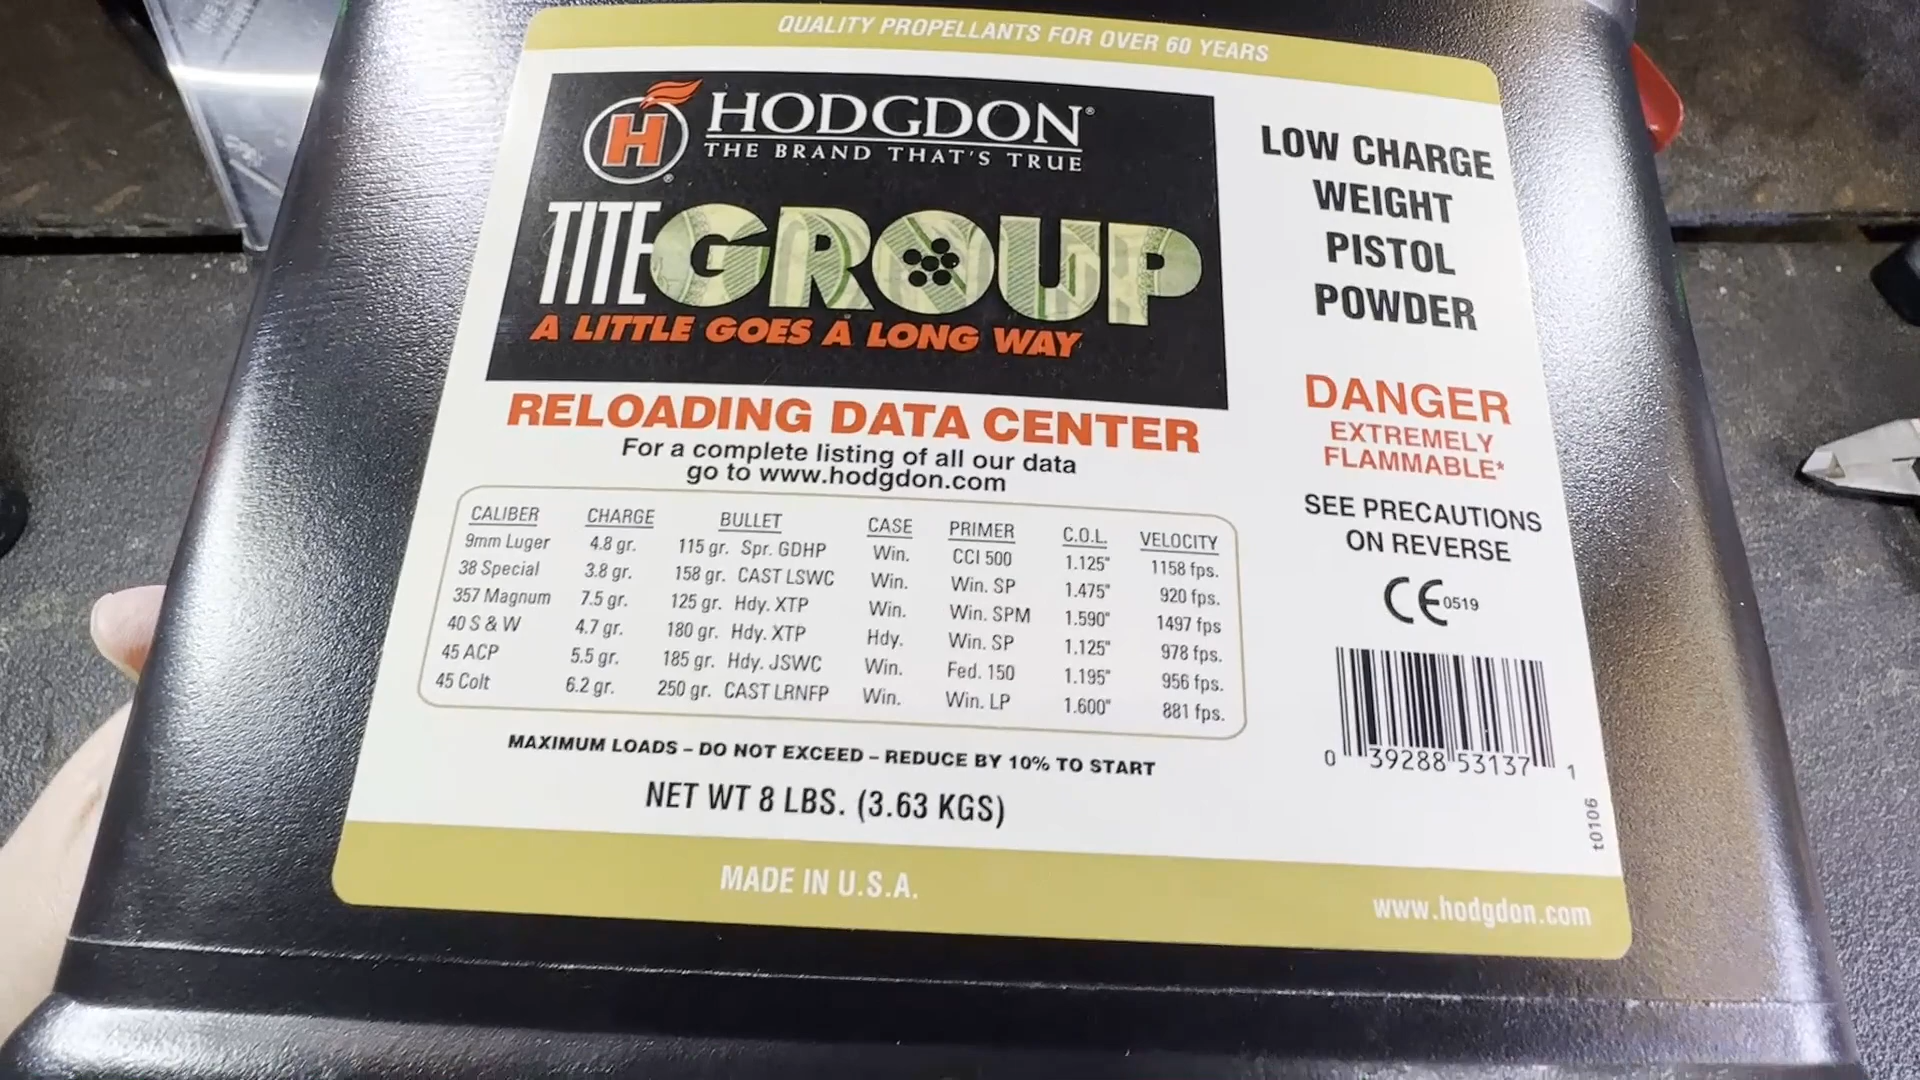 QUALITY PROPELLANTS FOR OVER 60 YEARS
H® HODGDON®
THE BRAND THAT'S TRUE
TITEGROUP
A LITTLE GOES A LONG WAY
RELOADING DATA CENTER
For a complete listing of all our data
go to www.hodgdon.com
CALIBER CHARGE BULLET CASE PRIMER C.O.L. VELOCITY
9mm Luger 4.8 gr. 115 gr. Spr. GDHP Win. CCI 500 1.125" 1158 fps.
38 Special 3.8 gr. 158 gr. CAST LSWC Win. Win. SP 1.475" 920 fps.
357 Magnum 7.5 gr. 125 gr. Hdy. XTP Win. Win. SPM 1.590" 1497 fps
40 S & W 4.7 gr. 180 gr. Hdy. XTP Hdy. Win. SP 1.125" 978 fps.
45 ACP 5.5 gr. 185 gr. Hdy. JSWC Win. Fed. 150 1.195" 956 fps.
45 Colt 6.2 gr. 250 gr. CAST LRNFP Win. Win. LP 1.600" 881 fps.
MAXIMUM LOADS – DO NOT EXCEED – REDUCE BY 10% TO START
NET WT 8 LBS. (3.63 KGS)
LOW CHARGE
WEIGHT
PISTOL
POWDER
DANGER
EXTREMELY
FLAMMABLE*
SEE PRECAUTIONS
ON REVERSE
CE 0519
0 39288 53137 1
t0106
MADE IN U.S.A.
www.hodgdon.com